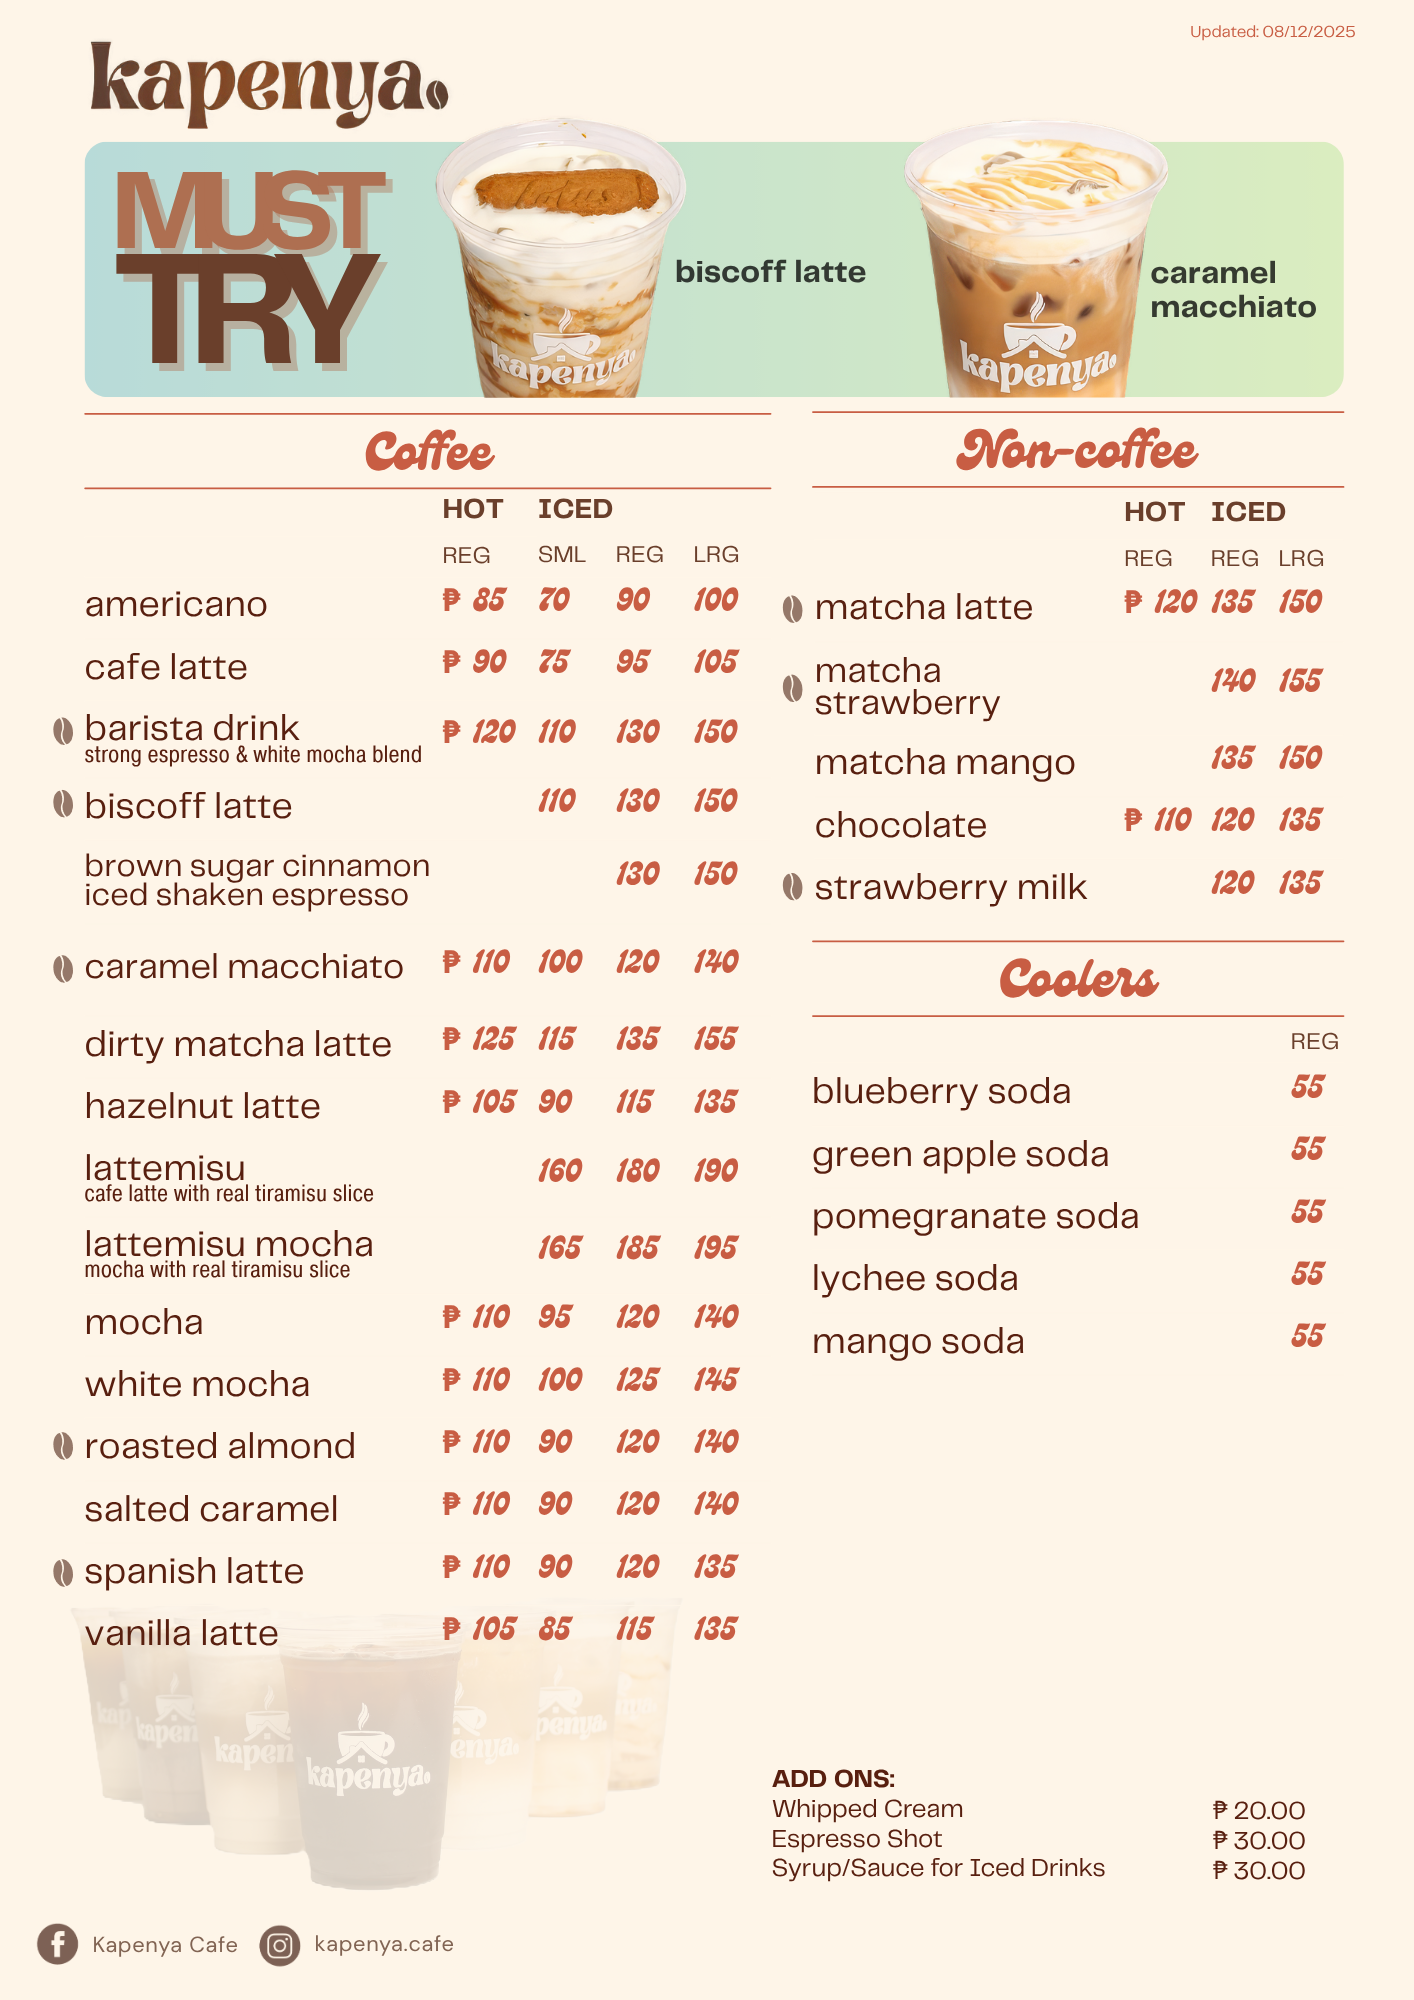 Updated: 08/12/2025
kapenya
MUST
TRY
biscoff latte
caramel
macchiato
kapenya
kapenya
Coffee
HOT ICED
REG SML REG LRG
americano ₱ 85 70 90 100
cafe latte ₱ 90 75 95 105
barista drink ₱ 120 110 130 150
strong espresso & white mocha blend
biscoff latte 110 130 150
brown sugar cinnamon
iced shaken espresso 130 150
caramel macchiato ₱ 110 100 120 140
dirty matcha latte ₱ 125 115 135 155
hazelnut latte ₱ 105 90 115 135
lattemisu 160 180 190
cafe latte with real tiramisu slice
lattemisu mocha 165 185 195
mocha with real tiramisu slice
mocha ₱ 110 95 120 140
white mocha ₱ 110 100 125 145
roasted almond ₱ 110 90 120 140
salted caramel ₱ 110 90 120 140
spanish latte ₱ 110 90 120 135
vanilla latte ₱ 105 85 115 135
Non-coffee
HOT ICED
REG REG LRG
matcha latte ₱ 120 135 150
matcha
strawberry 140 155
matcha mango 135 150
chocolate ₱ 110 120 135
strawberry milk 120 135
Coolers
REG
blueberry soda 55
green apple soda 55
pomegranate soda 55
lychee soda 55
mango soda 55
kap
kapen
kapen
kapenya
enya
penya
ADD ONS:
Whipped Cream ₱ 20.00
Espresso Shot ₱ 30.00
Syrup/Sauce for Iced Drinks ₱ 30.00
Kapenya Cafe
kapenya.cafe